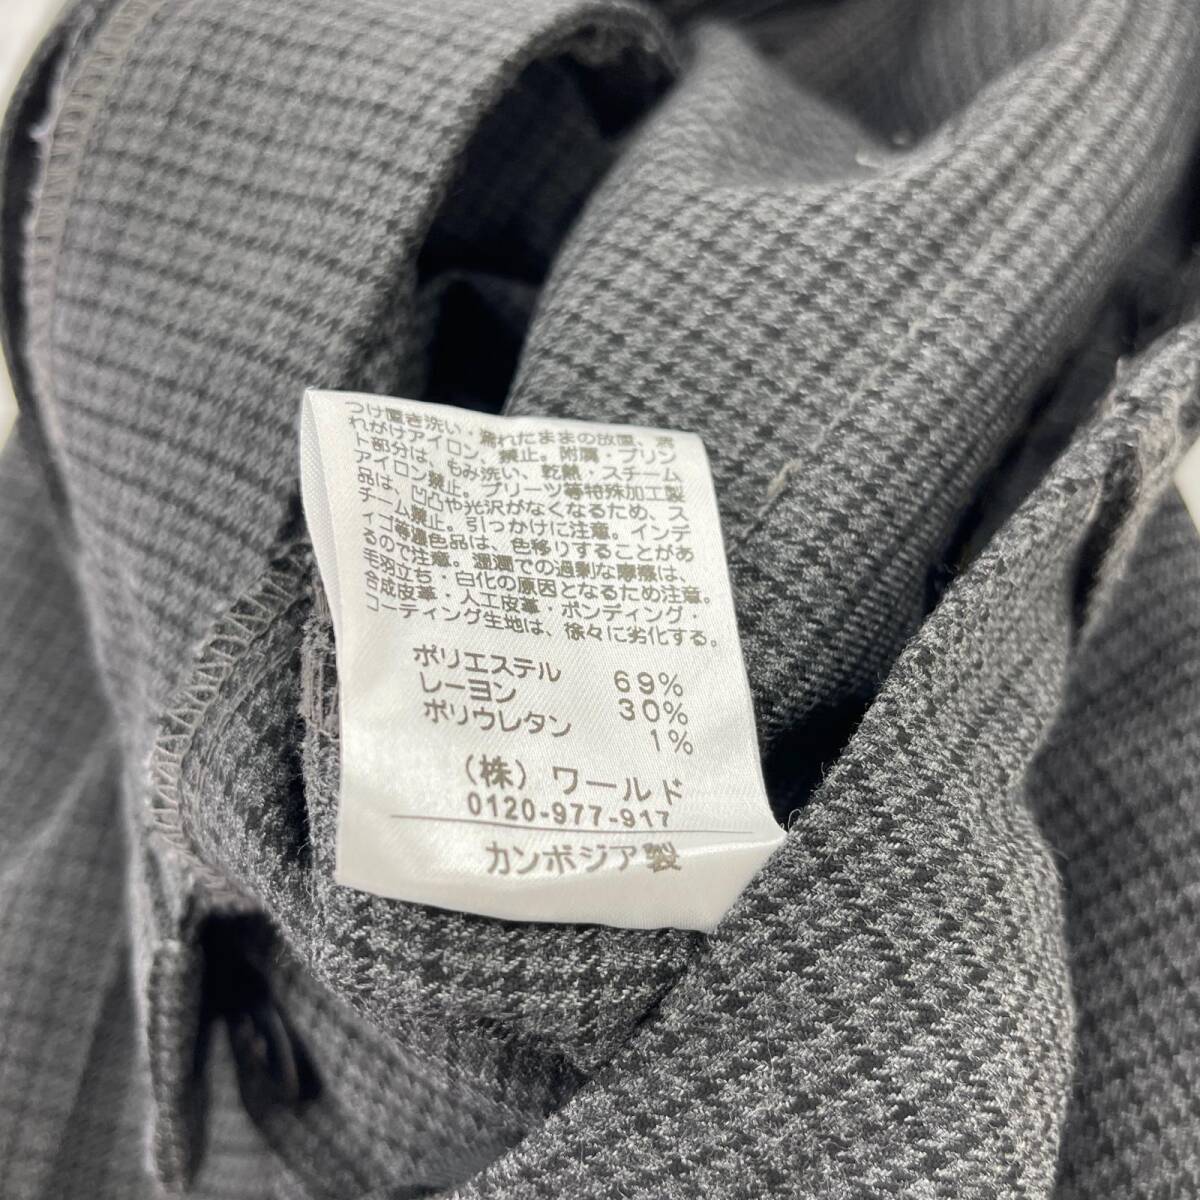 つけ置き洗い・濡れたままの放置、濡
れがけアイロン、禁止。附属・プリン
ト部分は、もみ洗い、乾熱・スチーム
アイロン禁止。プリーツ等特殊加工製
品は、凹凸や光沢がなくなるため、ス
チーム禁止。引っかけに注意。インデ
ィゴ等濃色品は、色移りすることがあ
るので注意。湿潤での過剰な摩擦は、
毛羽立ち・白化の原因となるため注意。
合成皮革・人工皮革・ボンディング・
コーティング生地は、徐々に劣化する。
ポリエステル 69%
レーヨン 30%
ポリウレタン 1%
(株) ワールド
0120-977-917
カンボジア製